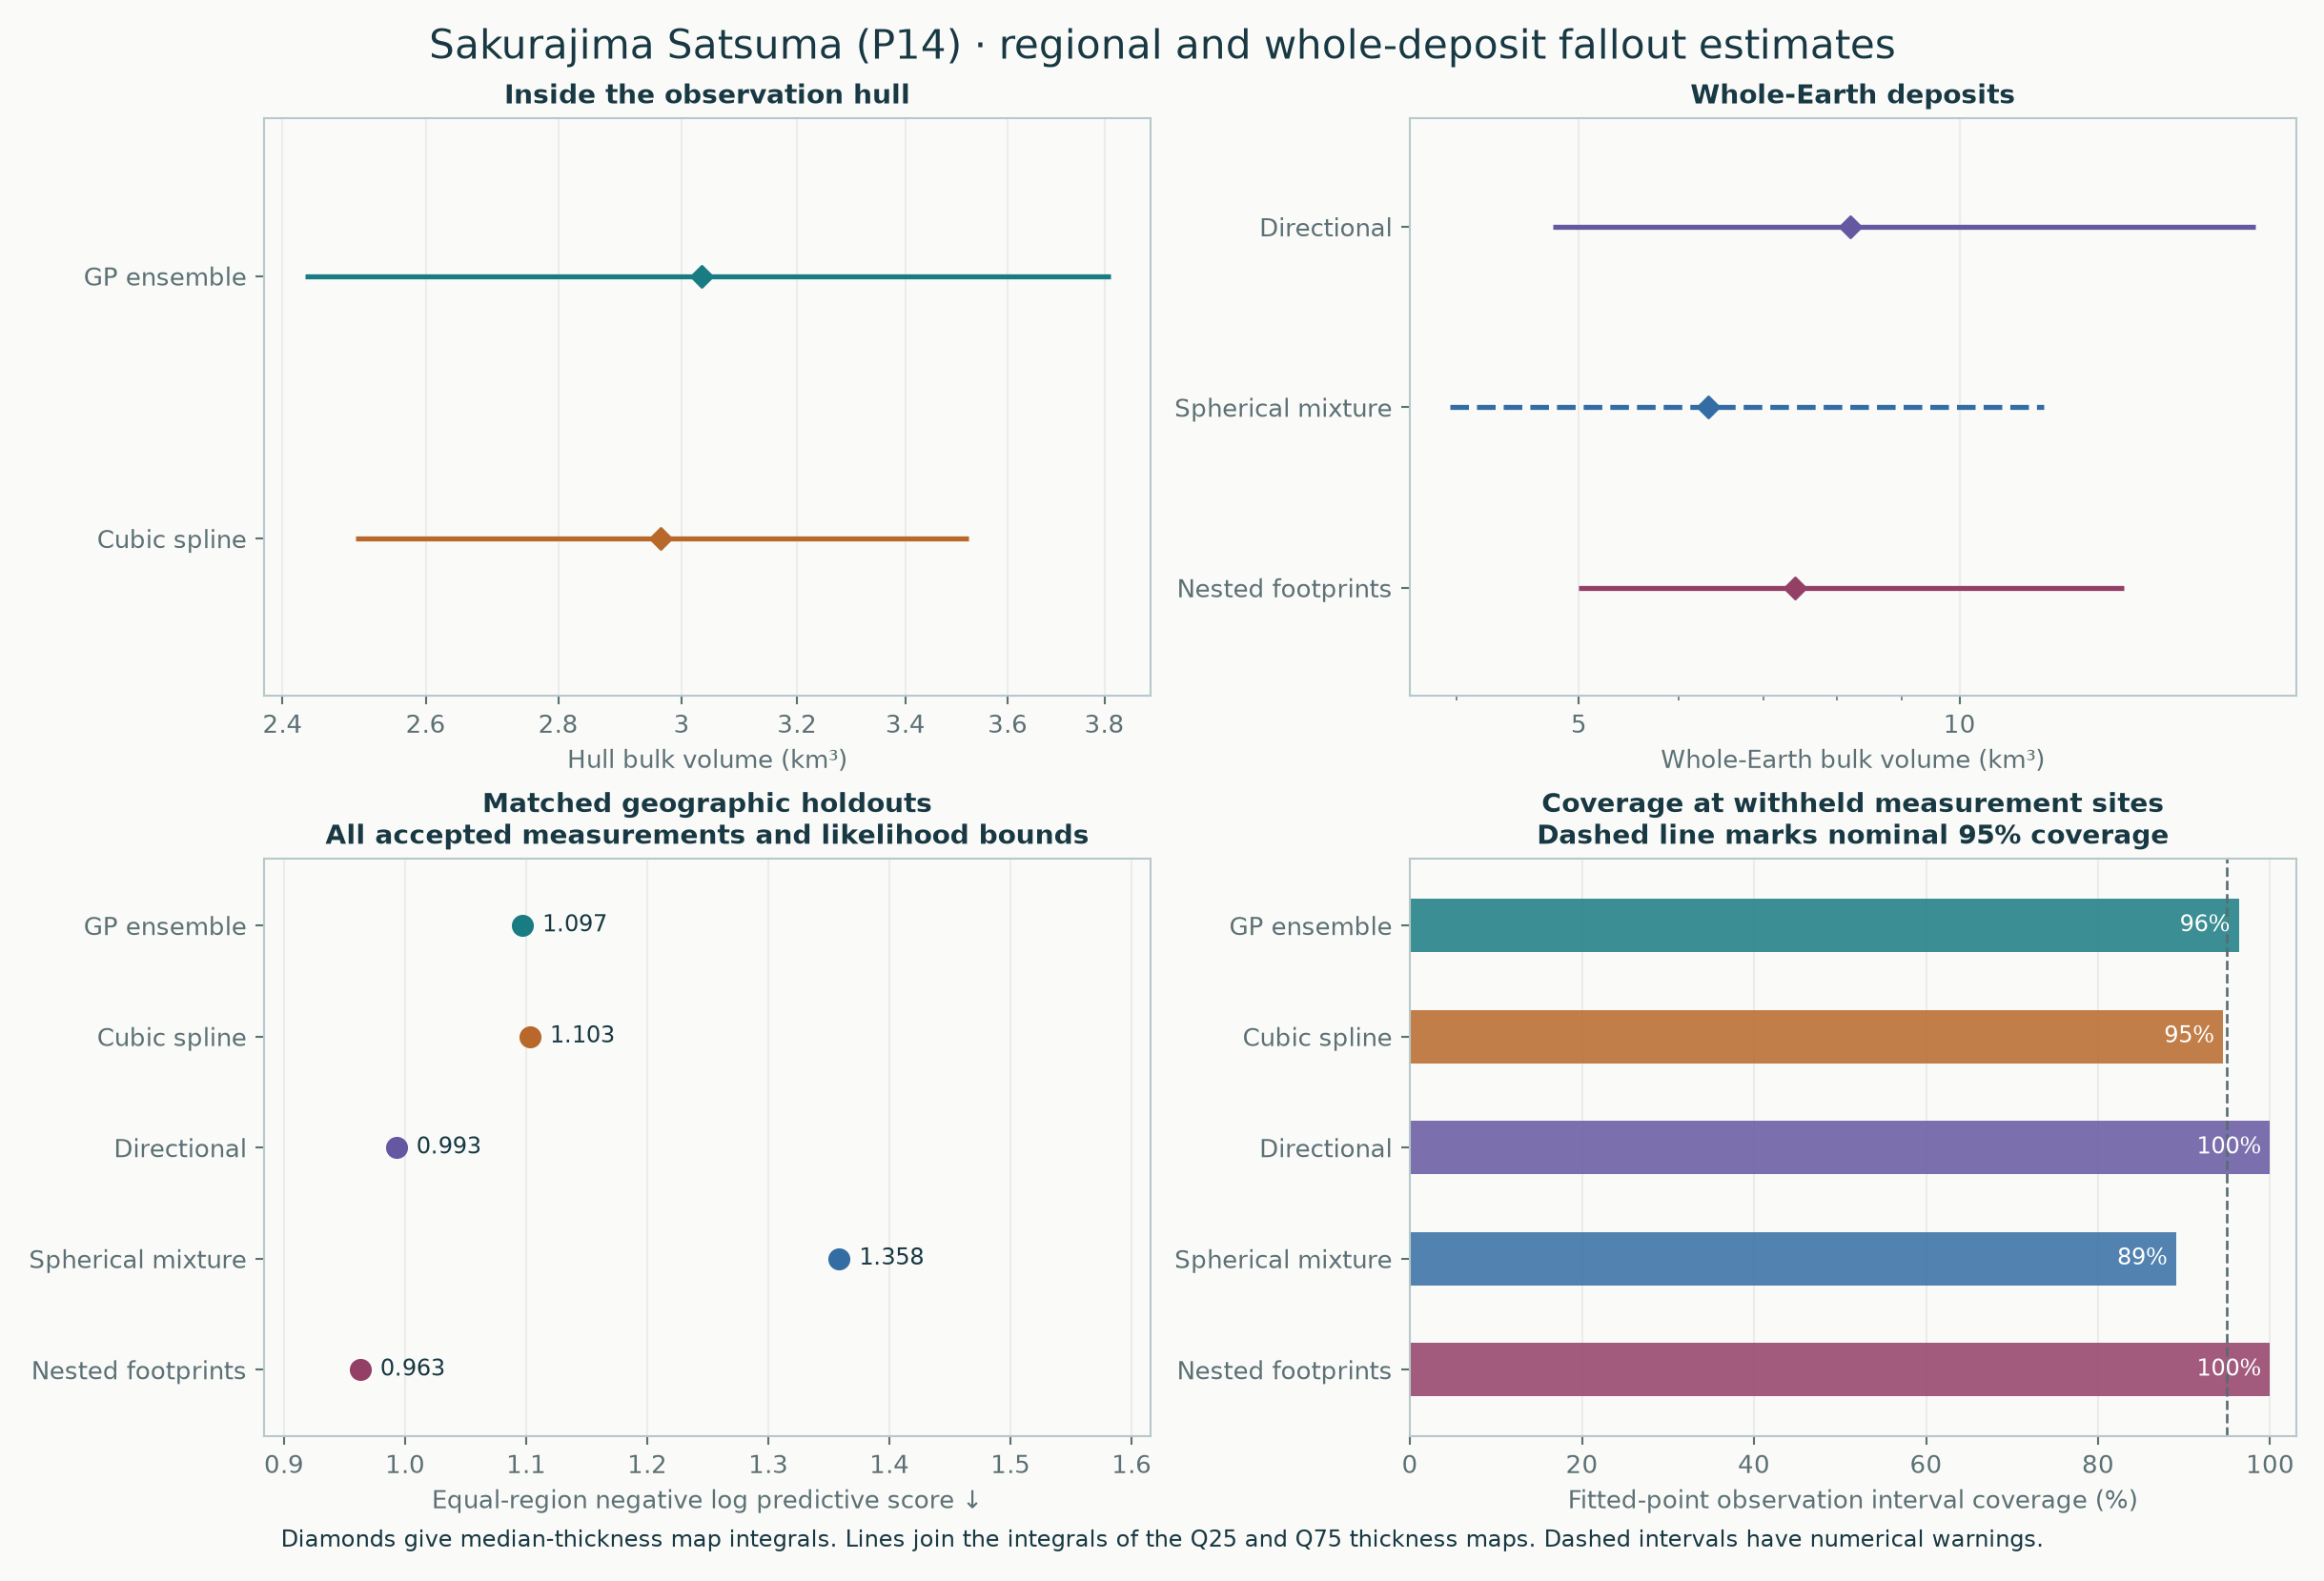 Sakurajima Satsuma (P14) · regional and whole-deposit fallout estimates
Inside the observation hull
GP ensemble
Cubic spline
2.4 2.6 2.8 3 3.2 3.4 3.6 3.8
Hull bulk volume (km³)
Whole-Earth deposits
Directional
Spherical mixture
Nested footprints
5 10
Whole-Earth bulk volume (km³)
Matched geographic holdouts
All accepted measurements and likelihood bounds
GP ensemble 1.097
Cubic spline 1.103
Directional 0.993
Spherical mixture 1.358
Nested footprints 0.963
0.9 1.0 1.1 1.2 1.3 1.4 1.5 1.6
Equal-region negative log predictive score ↓
Coverage at withheld measurement sites
Dashed line marks nominal 95% coverage
GP ensemble 96%
Cubic spline 95%
Directional 100%
Spherical mixture 89%
Nested footprints 100%
0 20 40 60 80 100
Fitted-point observation interval coverage (%)
Diamonds give median-thickness map integrals. Lines join the integrals of the Q25 and Q75 thickness maps. Dashed intervals have numerical warnings.